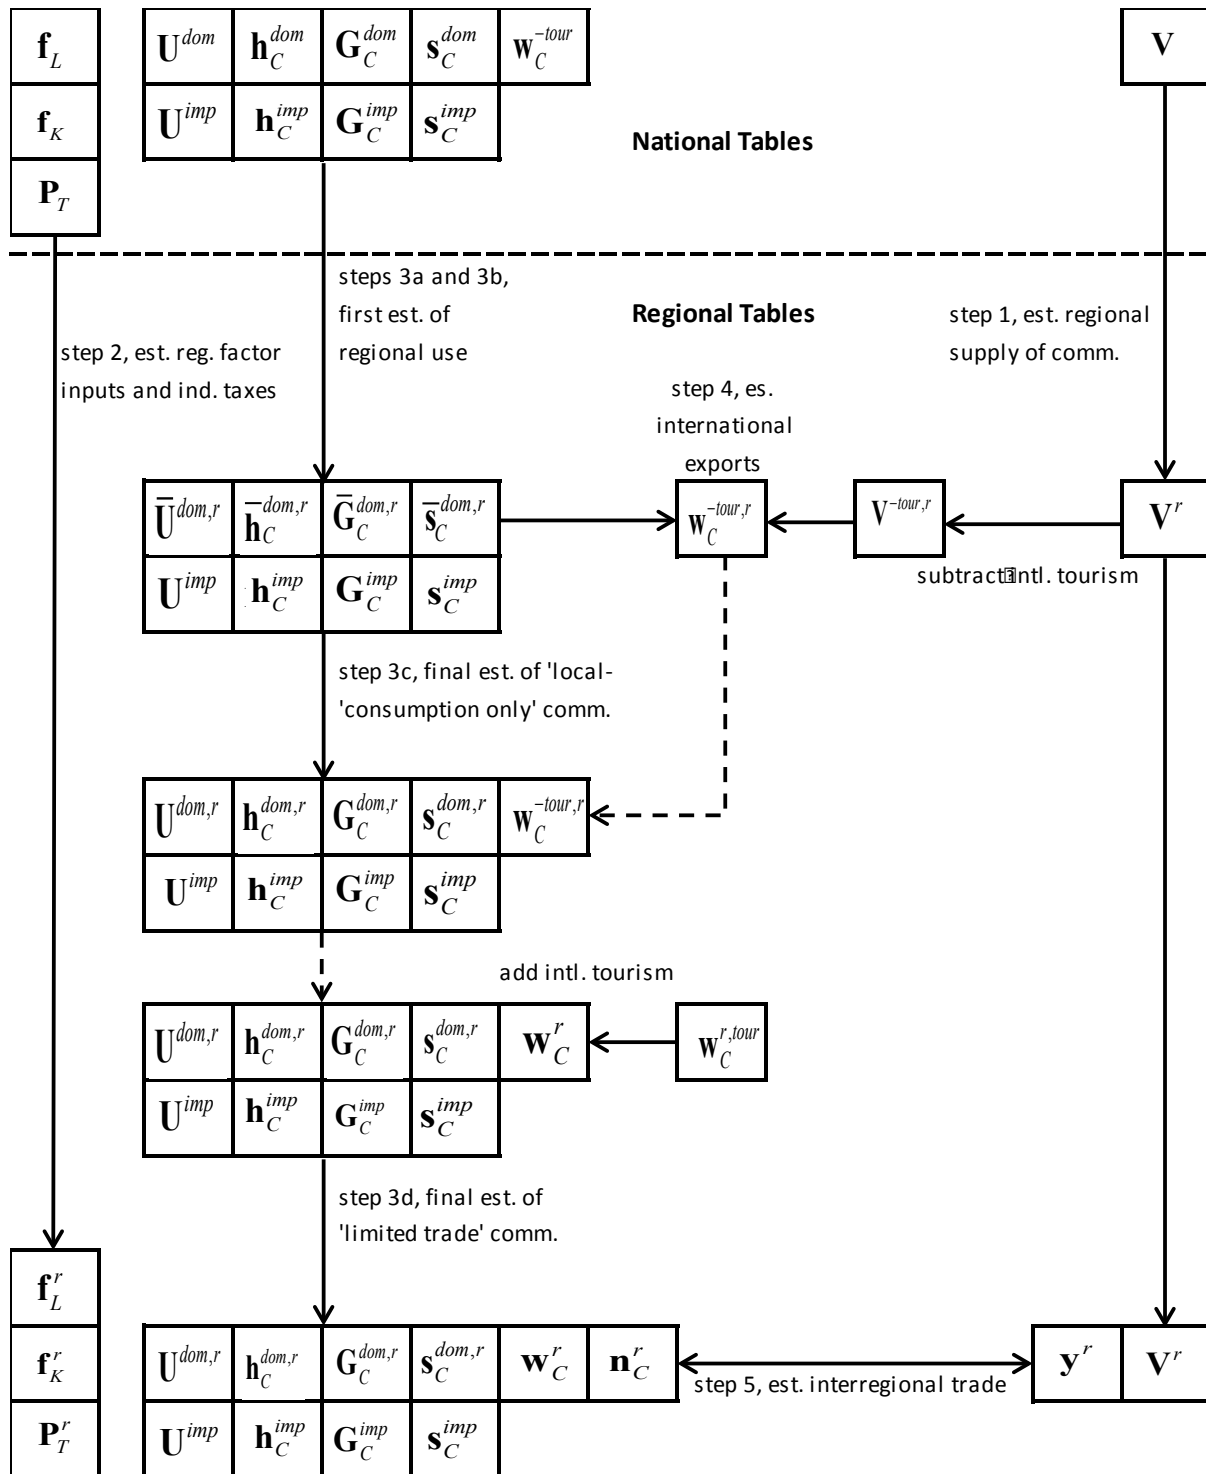 f_L U^{dom} h_C^{dom} G_C^{dom} s_C^{dom} w_C^{-tour} V
f_K U^{imp} h_C^{imp} G_C^{imp} s_C^{imp}
National Tables
P_T
steps 3a and 3b,
first est. of
regional use
Regional Tables
step 1, est. regional
supply of comm.
step 2, est. reg. factor
inputs and ind. taxes
step 4, es.
international
exports
Ū^{dom,r} h̄_C^{dom,r} Ḡ_C^{dom,r} s̄_C^{dom,r} w_C^{-tour,r} V^{-tour,r} V^r
U^{imp} h_C^{imp} G_C^{imp} s_C^{imp}
subtract intl. tourism
step 3c, final est. of 'local-
'consumption only' comm.
U^{dom,r} h_C^{dom,r} G_C^{dom,r} s_C^{dom,r} w_C^{-tour,r}
U^{imp} h_C^{imp} G_C^{imp} s_C^{imp}
add intl. tourism
U^{dom,r} h_C^{dom,r} G_C^{dom,r} s_C^{dom,r} w_C^r w_C^{r,tour}
U^{imp} h_C^{imp} G_C^{imp} s_C^{imp}
step 3d, final est. of
'limited trade' comm.
f_L^r
f_K^r U^{dom,r} h_C^{dom,r} G_C^{dom,r} s_C^{dom,r} w_C^r n_C^r y^r V^r
step 5, est. interregional trade
P_T^r U^{imp} h_C^{imp} G_C^{imp} s_C^{imp}